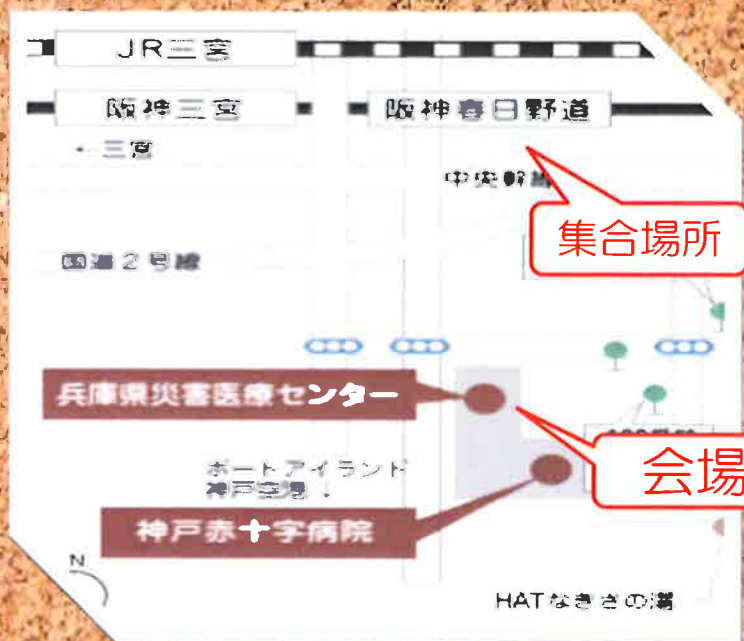 JR三宮
阪神三宮
阪神春日野道
←三宮
中央幹線
集合場所
国道2号線
兵庫県災害医療センター
会場
ポートアイランド
神戸空港↓
神戸赤十字病院
N
HATなぎさの湯